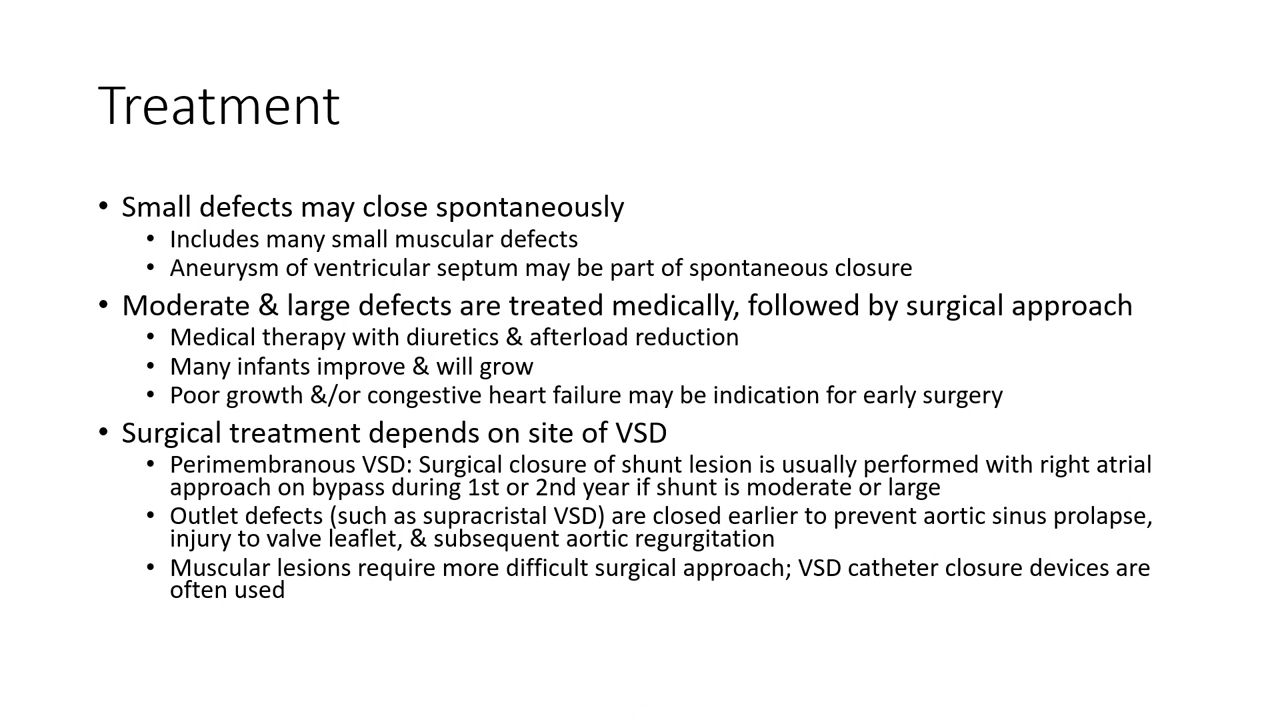 Treatment
• Small defects may close spontaneously
• Includes many small muscular defects
• Aneurysm of ventricular septum may be part of spontaneous closure
• Moderate & large defects are treated medically, followed by surgical approach
• Medical therapy with diuretics & afterload reduction
• Many infants improve & will grow
• Poor growth &/or congestive heart failure may be indication for early surgery
• Surgical treatment depends on site of VSD
• Perimembranous VSD: Surgical closure of shunt lesion is usually performed with right atrial
approach on bypass during 1st or 2nd year if shunt is moderate or large
• Outlet defects (such as supracristal VSD) are closed earlier to prevent aortic sinus prolapse,
injury to valve leaflet, & subsequent aortic regurgitation
• Muscular lesions require more difficult surgical approach; VSD catheter closure devices are
often used